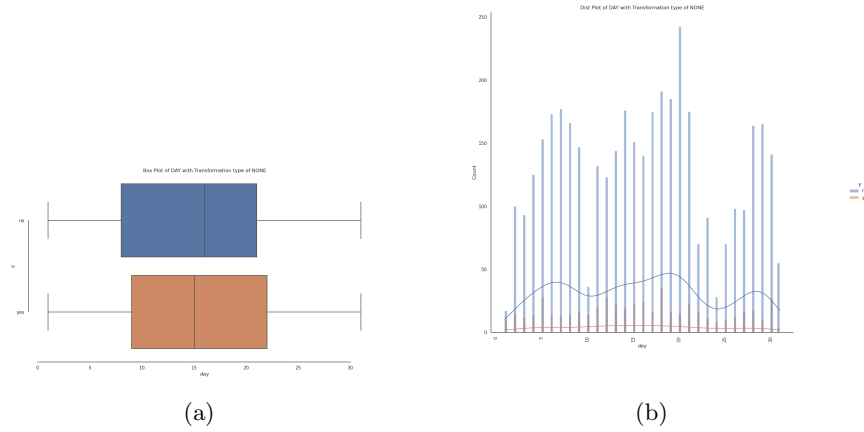 Dist Plot of DAY with Transformation type of NONE
250
200
150
100
50
0
Count
0
5
10
15
20
25
30
day
y
Box Plot of DAY with Transformation type of NONE
no
yes
y
0
5
10
15
20
25
30
day
(a)
(b)